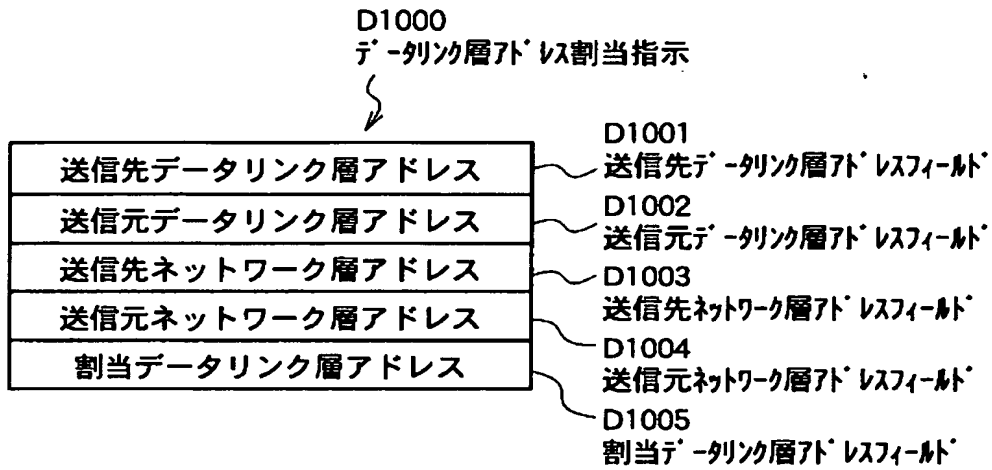 D1000
ﾃﾞｰﾀﾘﾝｸ層ｱﾄﾞﾚｽ割当指示
送信先データリンク層アドレス
送信元データリンク層アドレス
送信先ネットワーク層アドレス
送信元ネットワーク層アドレス
割当データリンク層アドレス
D1001
送信先ﾃﾞｰﾀﾘﾝｸ層ｱﾄﾞﾚｽﾌｨｰﾙﾄﾞ
D1002
送信元ﾃﾞｰﾀﾘﾝｸ層ｱﾄﾞﾚｽﾌｨｰﾙﾄﾞ
D1003
送信先ﾈｯﾄﾜｰｸ層ｱﾄﾞﾚｽﾌｨｰﾙﾄﾞ
D1004
送信元ﾈｯﾄﾜｰｸ層ｱﾄﾞﾚｽﾌｨｰﾙﾄﾞ
D1005
割当ﾃﾞｰﾀﾘﾝｸ層ｱﾄﾞﾚｽﾌｨｰﾙﾄﾞ